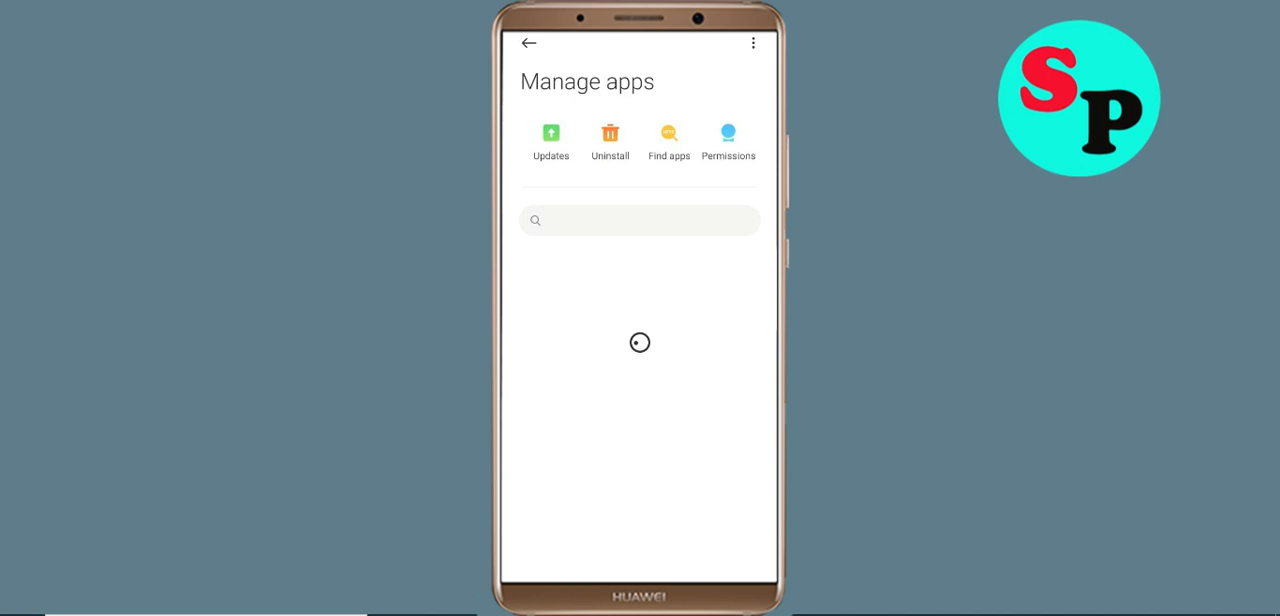 Manage apps
Updates
Uninstall
Find apps
Permissions
SP
HUAWEI